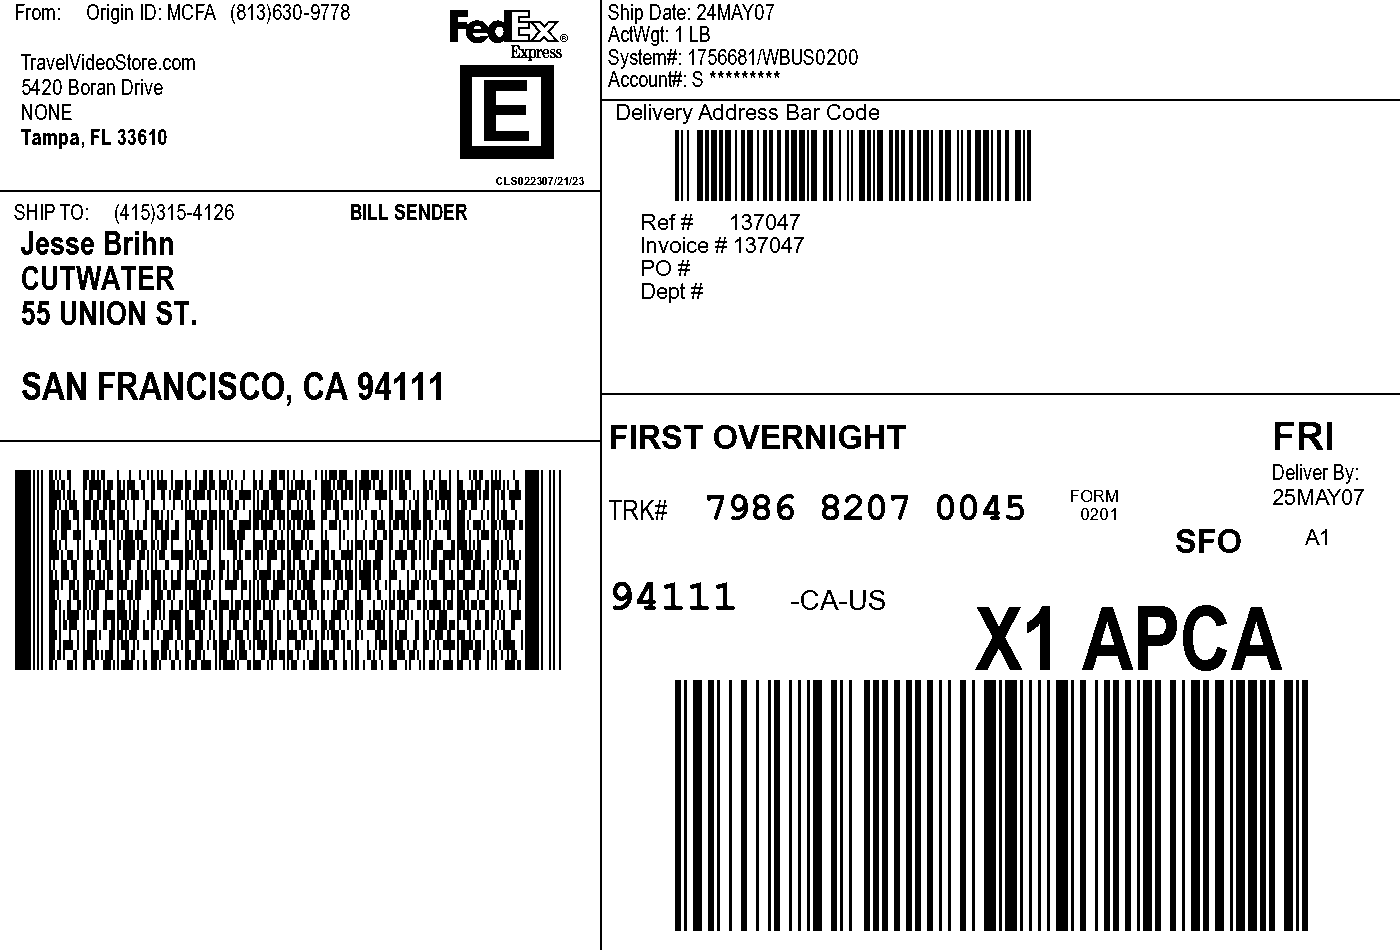 From: Origin ID: MCFA (813)630-9778
TravelVideoStore.com
5420 Boran Drive
NONE
Tampa, FL 33610
FedEx®
Express
E
CLS022307/21/23
Ship Date: 24MAY07
ActWgt: 1 LB
System#: 1756681/WBUS0200
Account#: S *********
Delivery Address Bar Code
Ref # 137047
Invoice # 137047
PO #
Dept #
SHIP TO: (415)315-4126 BILL SENDER
Jesse Brihn
CUTWATER
55 UNION ST.
SAN FRANCISCO, CA 94111
FIRST OVERNIGHT
FRI
Deliver By:
25MAY07
TRK# 7986 8207 0045
FORM
0201
SFO
A1
94111 -CA-US
X1 APCA